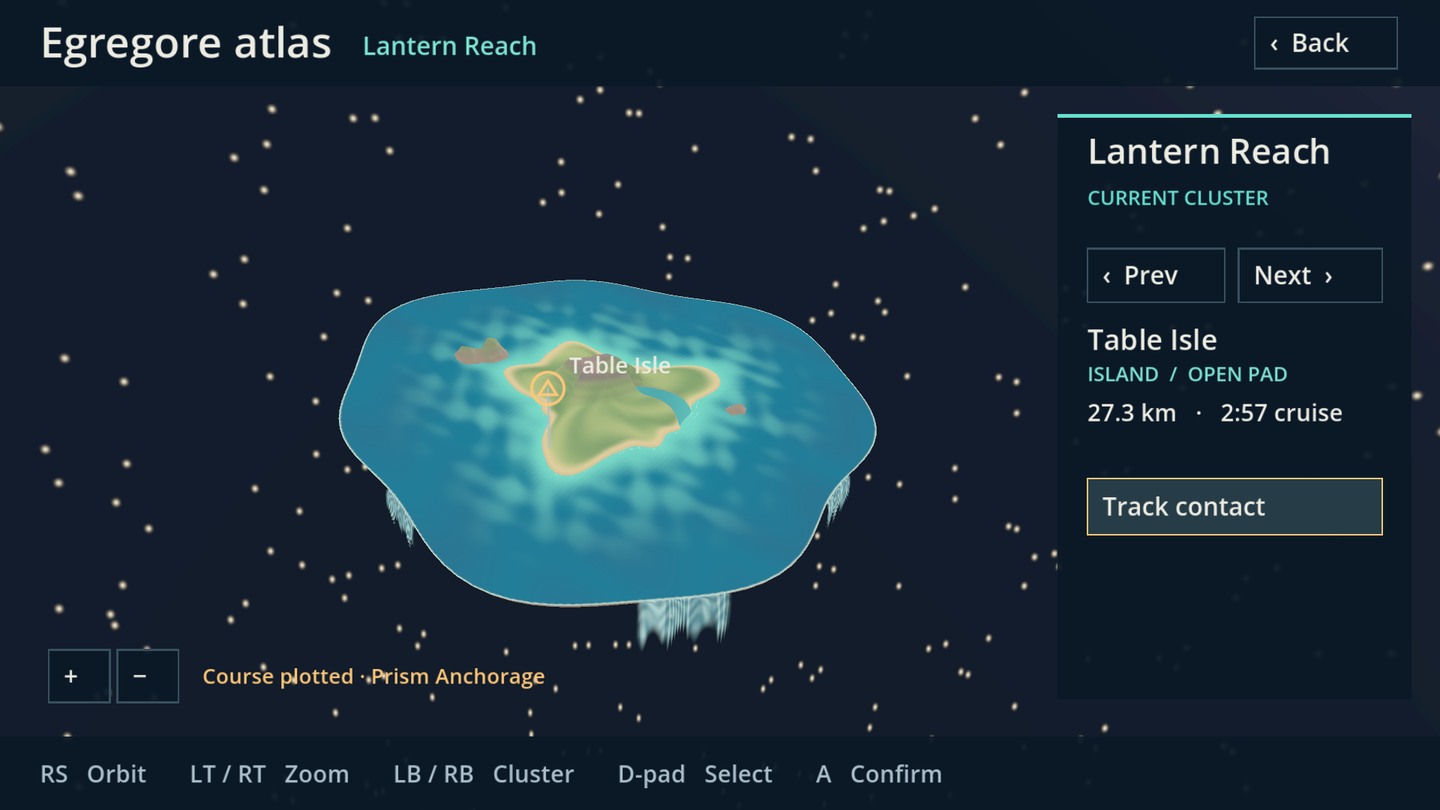 Egregore atlas Lantern Reach
‹ Back
Lantern Reach
CURRENT CLUSTER
‹ Prev Next ›
Table Isle
ISLAND / OPEN PAD
27.3 km · 2:57 cruise
Track contact
Table Isle
+ − Course plotted · Prism Anchorage
RS Orbit LT / RT Zoom LB / RB Cluster D-pad Select A Confirm